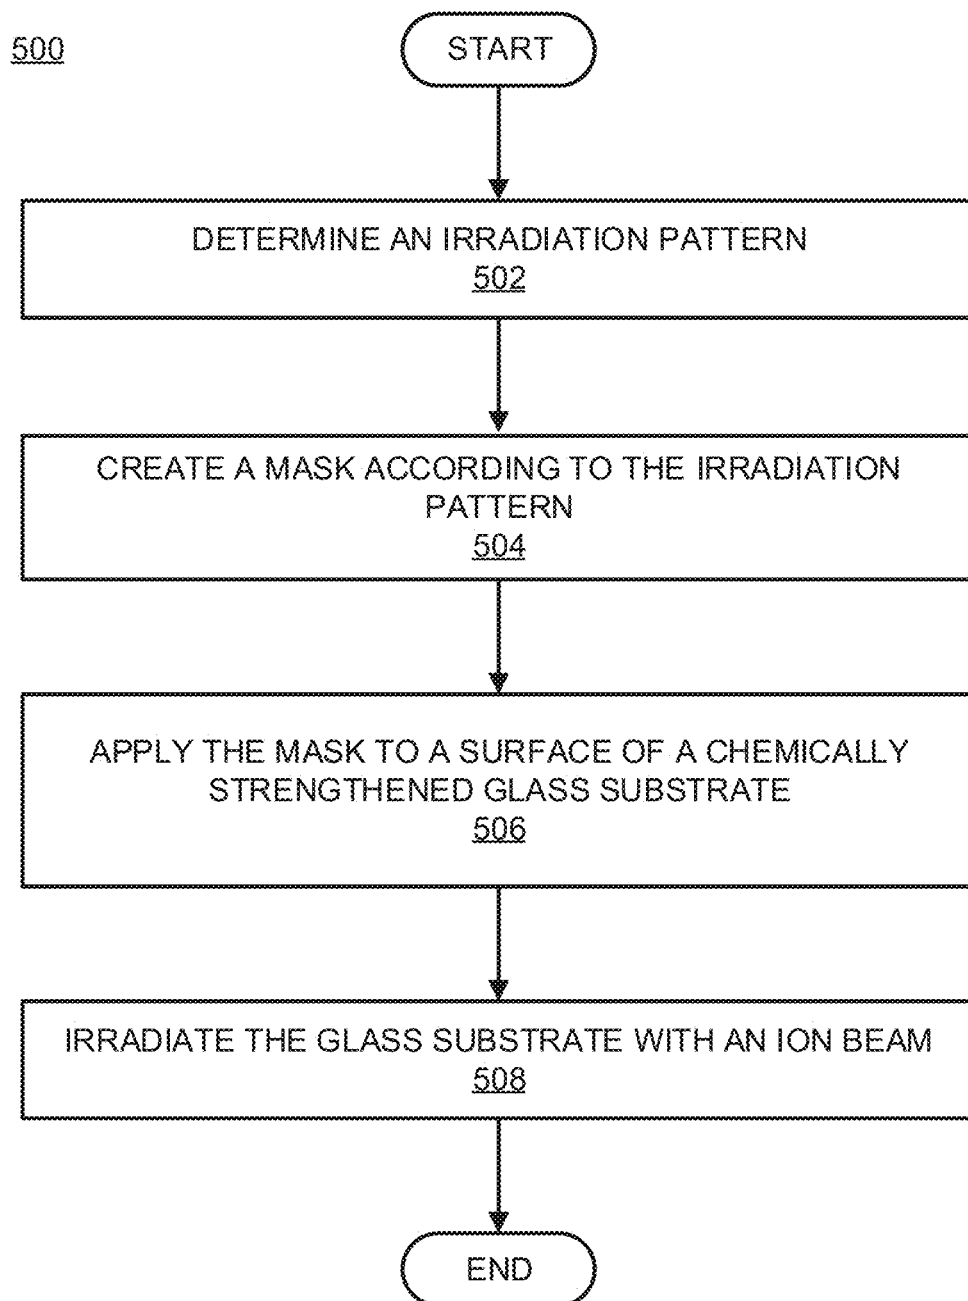 500
START
DETERMINE AN IRRADIATION PATTERN
502
CREATE A MASK ACCORDING TO THE IRRADIATION
PATTERN
504
APPLY THE MASK TO A SURFACE OF A CHEMICALLY
STRENGTHENED GLASS SUBSTRATE
506
IRRADIATE THE GLASS SUBSTRATE WITH AN ION BEAM
508
END